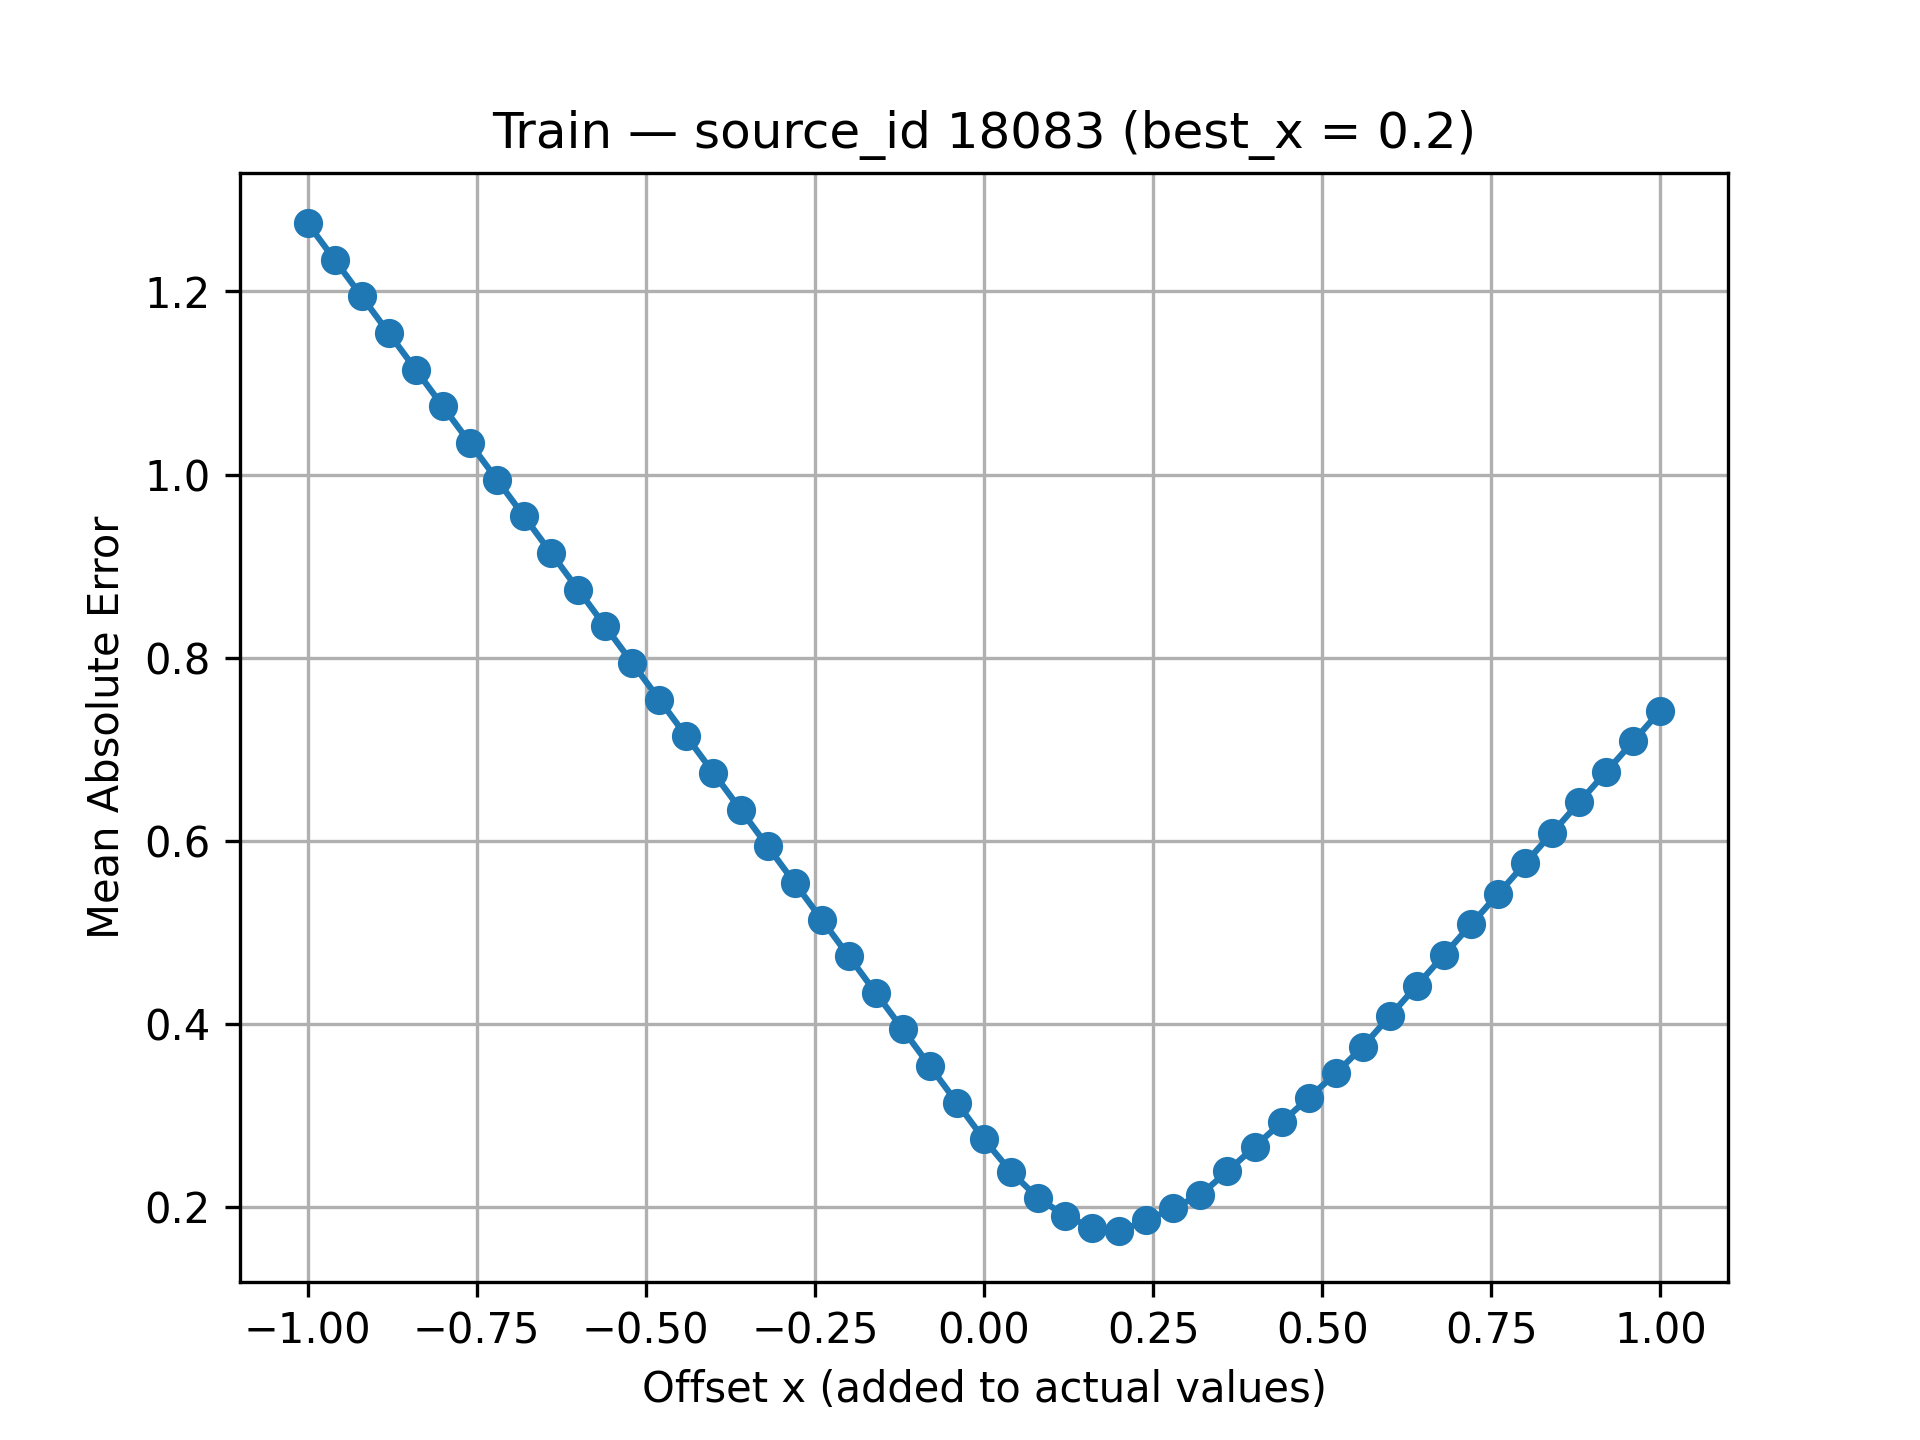 Train — source_id 18083 (best_x = 0.2)
Mean Absolute Error
1.2
1.0
0.8
0.6
0.4
0.2
−1.00 −0.75 −0.50 −0.25 0.00 0.25 0.50 0.75 1.00
Offset x (added to actual values)